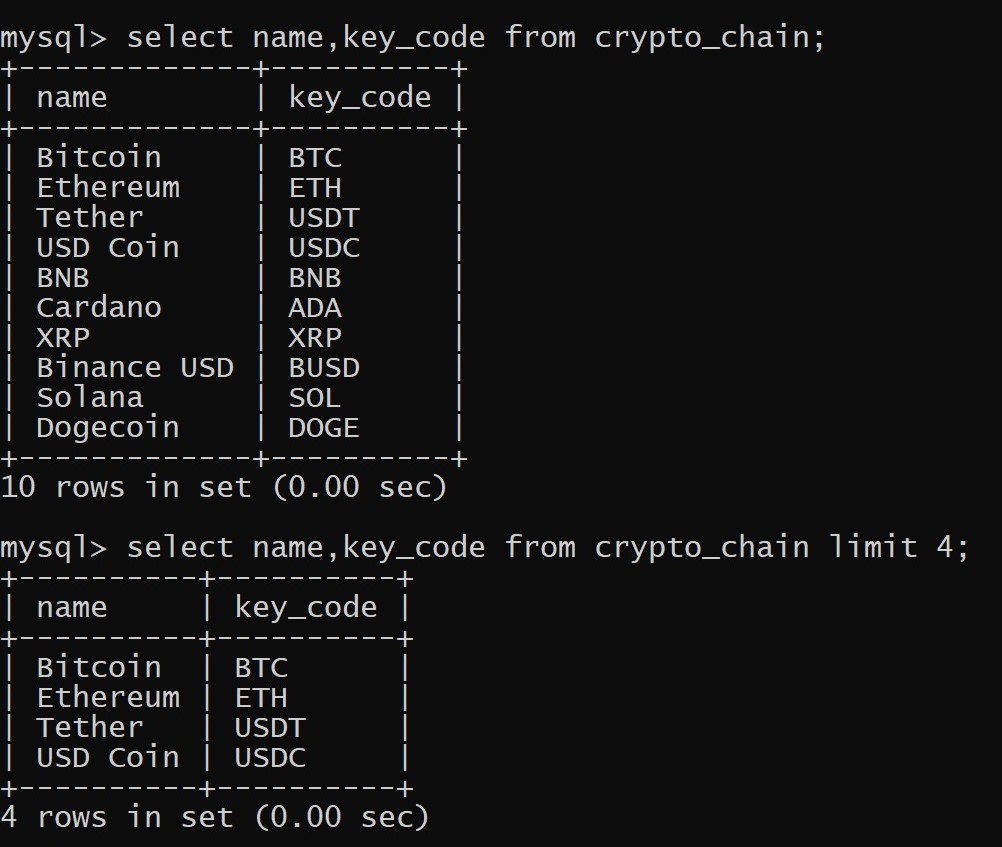 mysql> select name,key_code from crypto_chain;
+-------------+----------+
| name        | key_code |
+-------------+----------+
| Bitcoin     | BTC      |
| Ethereum    | ETH      |
| Tether      | USDT     |
| USD Coin    | USDC     |
| BNB         | BNB      |
| Cardano     | ADA      |
| XRP         | XRP      |
| Binance USD | BUSD     |
| Solana      | SOL      |
| Dogecoin    | DOGE     |
+-------------+----------+
10 rows in set (0.00 sec)
mysql> select name,key_code from crypto_chain limit 4;
+----------+----------+
| name     | key_code |
+----------+----------+
| Bitcoin  | BTC      |
| Ethereum | ETH      |
| Tether   | USDT     |
| USD Coin | USDC     |
+----------+----------+
4 rows in set (0.00 sec)